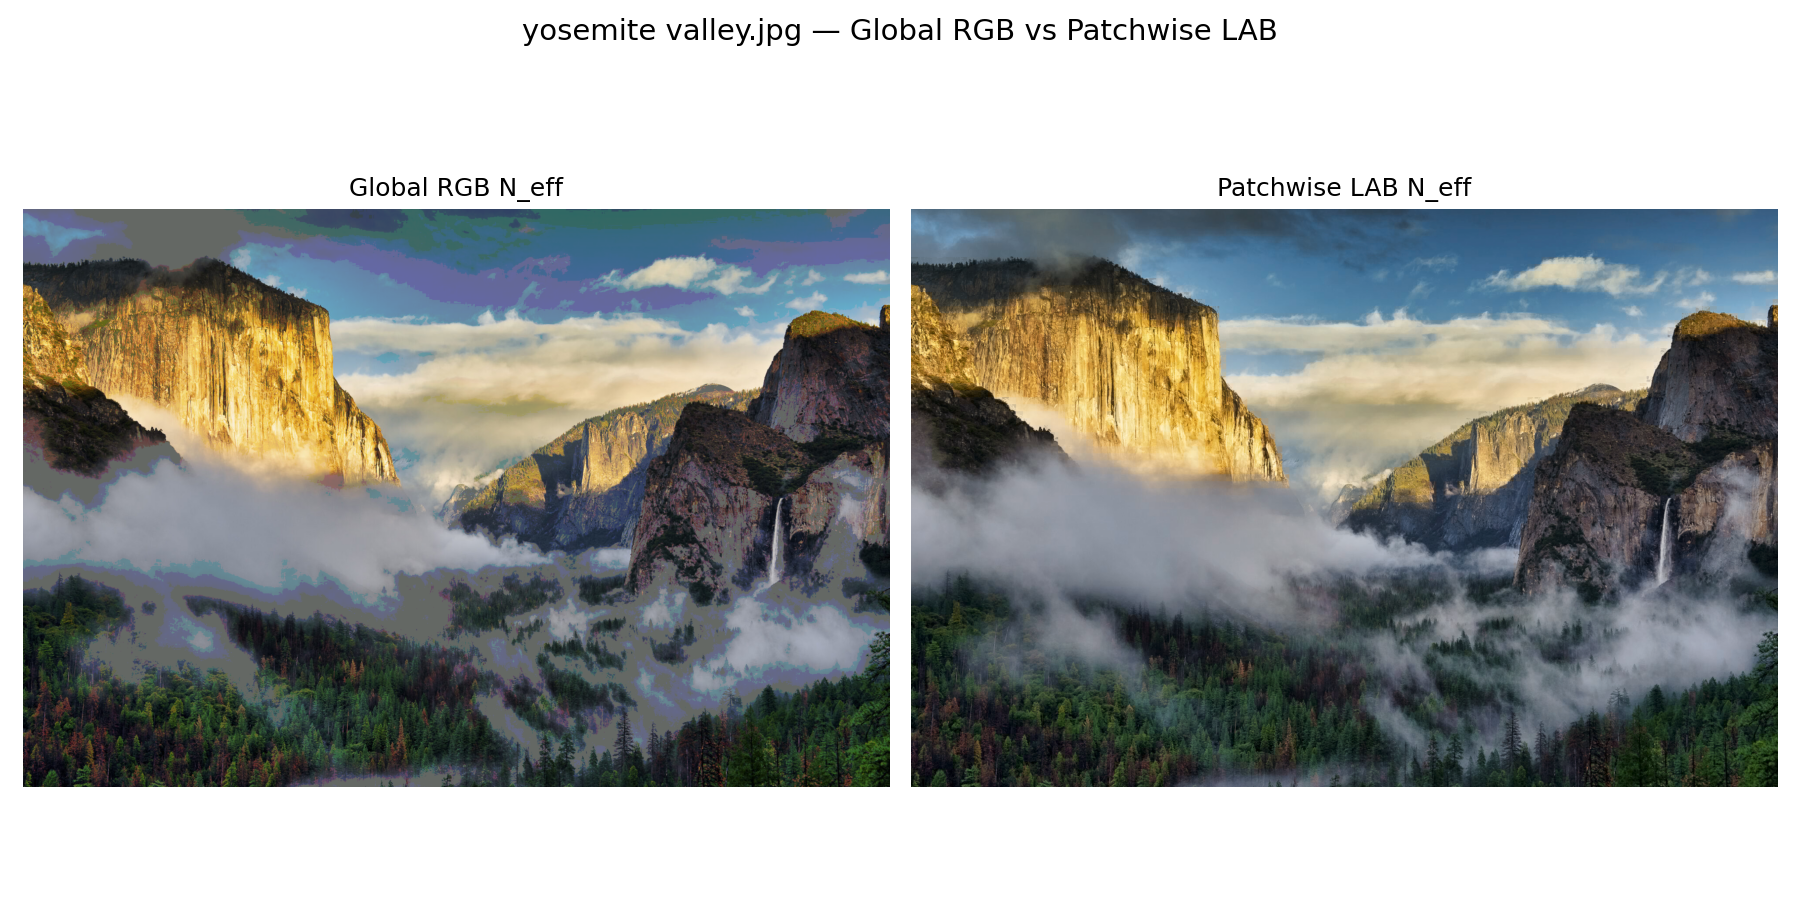 yosemite valley.jpg — Global RGB vs Patchwise LAB
Global RGB N_eff
Patchwise LAB N_eff